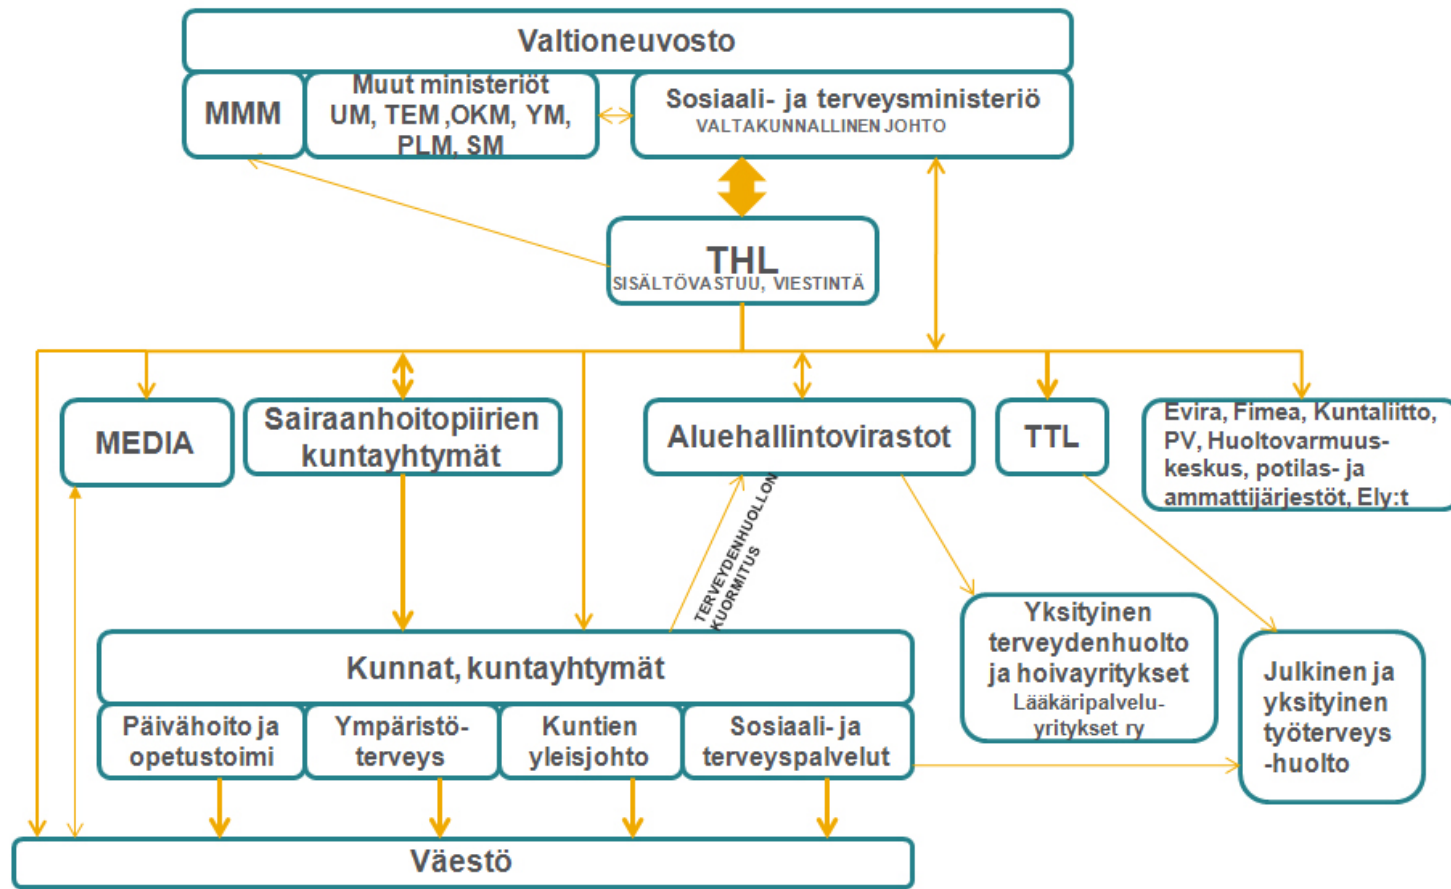 Valtioneuvosto
MMM
Muut ministeriöt
UM, TEM ,OKM, YM,
PLM, SM
Sosiaali- ja terveysministeriö
VALTAKUNNALLINEN JOHTO
THL
SISÄLTÖVASTUU, VIESTINTÄ
MEDIA
Sairaanhoitopiirien
kuntayhtymät
Aluehallintovirastot
TTL
Evira, Fimea, Kuntaliitto,
PV, Huoltovarmuus-
keskus, potilas- ja
ammattijärjestöt, Ely:t
TERVEYDENHUOLLON
KUORMITUS
Kunnat, kuntayhtymät
Päivähoito ja
opetustoimi
Ympäristö-
terveys
Kuntien
yleisjohto
Sosiaali- ja
terveyspalvelut
Yksityinen
terveydenhuolto
ja hoivayritykset
Lääkäripalvelu-
yritykset ry
Julkinen ja
yksityinen
työterveys
-huolto
Väestö